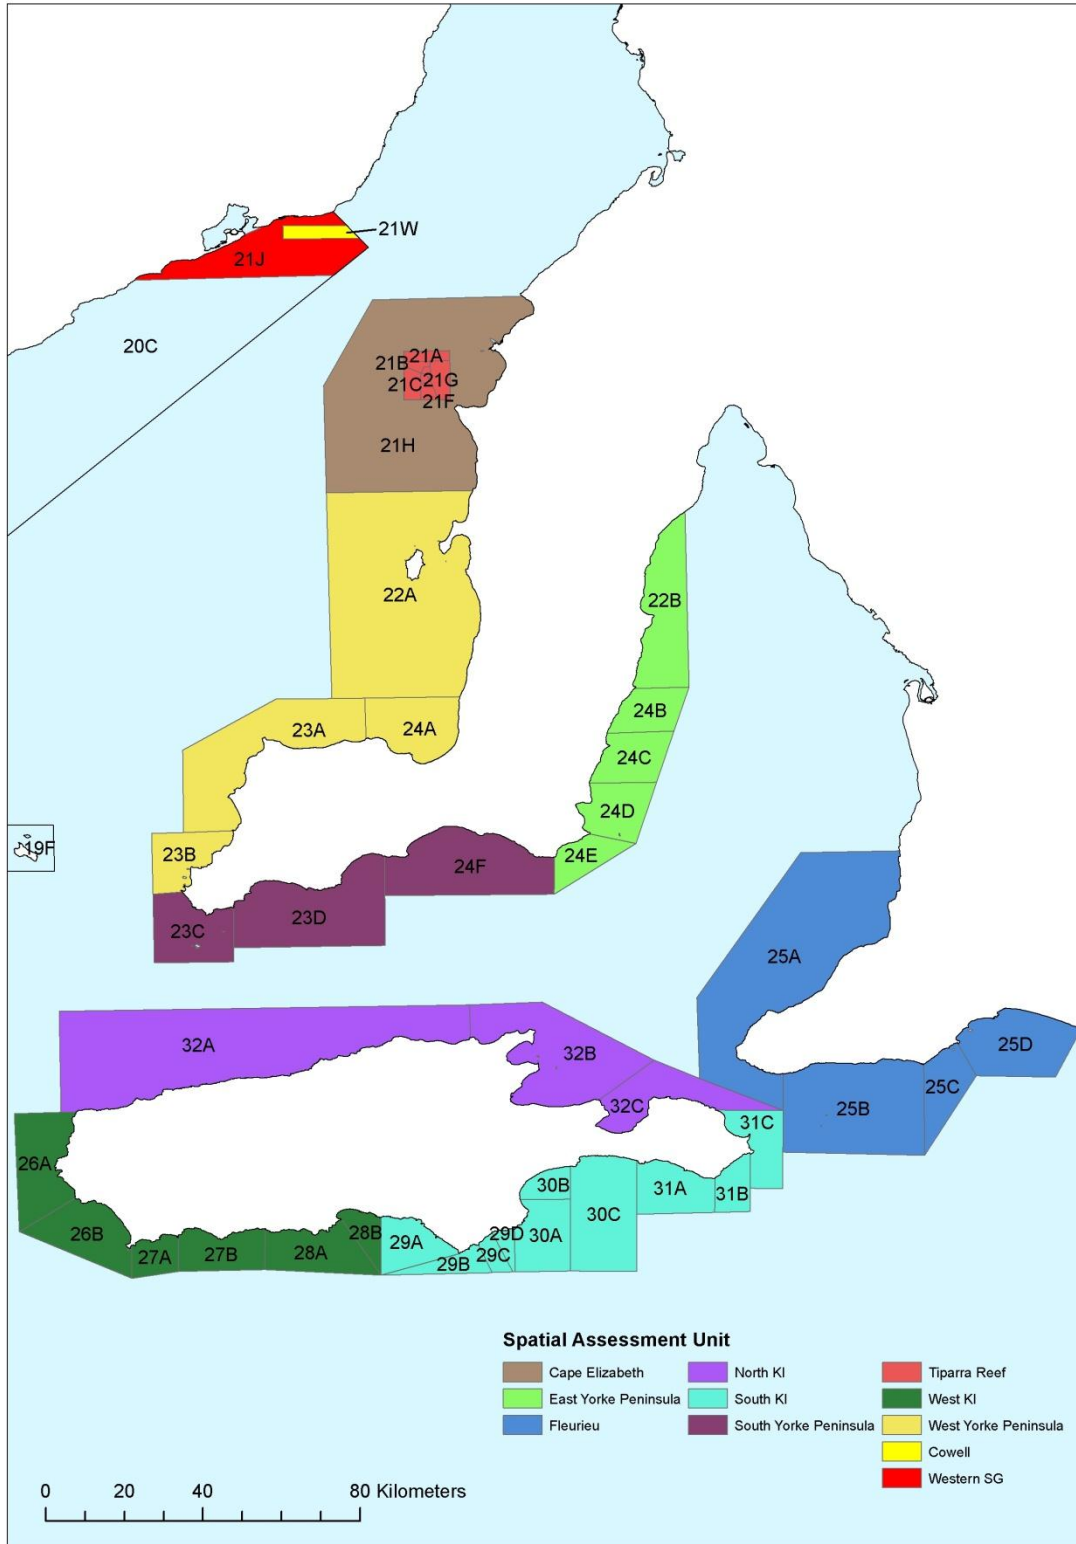 21W
21J
20C
21A
21B
21G
21C
21F
21H
22A
22B
24B
23A
24A
24C
24D
19F
23B
24E
24F
23C
23D
25A
32A
32B
25D
25C
32C
25B
31C
26A
30B
31A
31B
30C
26B
28B
29A
29D
30A
27A
27B
28A
29B
29C
Spatial Assessment Unit
Cape Elizabeth
East Yorke Peninsula
Fleurieu
North KI
South KI
South Yorke Peninsula
Tiparra Reef
West KI
West Yorke Peninsula
Cowell
Western SG
0 20 40 80 Kilometers